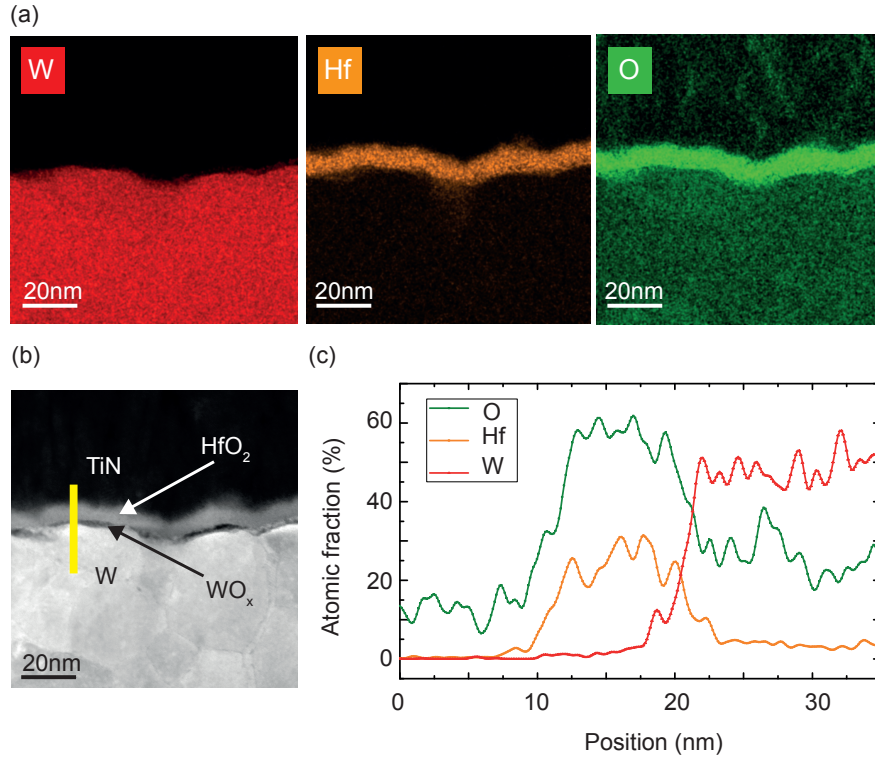 (a)
W
Hf
O
20nm
20nm
20nm
(b)
(c)
TiN
HfO₂
W
WOₓ
20nm
O
Hf
W
60
40
20
0
Atomic fraction (%)
0
10
20
30
Position (nm)